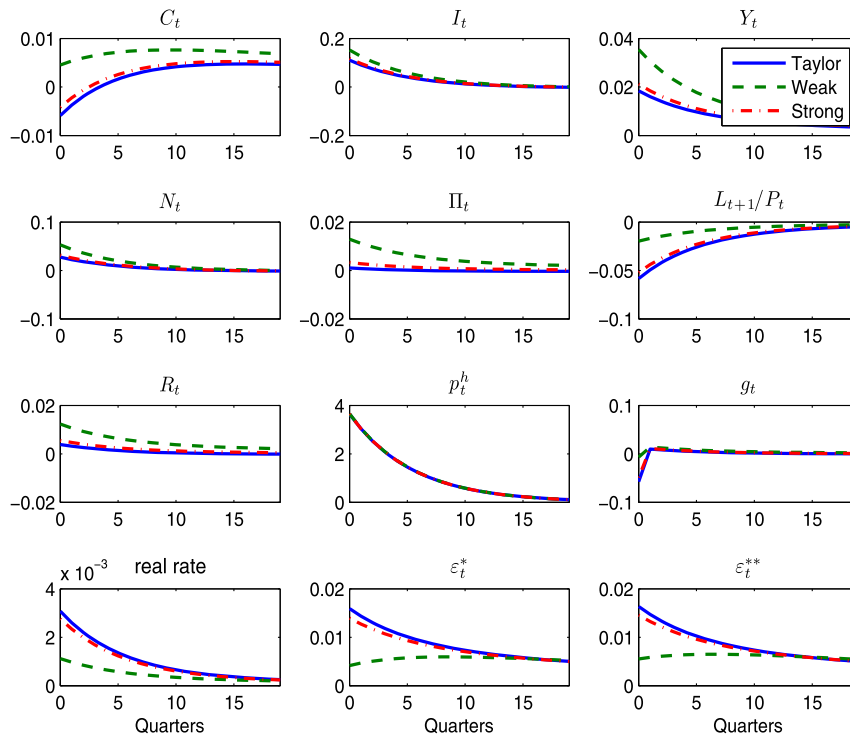 C_t I_t Y_t
0.01 0 −0.01 0 5 10 15
0.2 0 −0.2 0 5 10 15
0.04 0.02 0 0 5 10 15
Taylor
Weak
Strong
N_t Π_t L_{t+1}/P_t
0.1 0 −0.1 0 5 10 15
0.02 0 −0.02 0 5 10 15
0 −0.05 −0.1 0 5 10 15
R_t p_t^h g_t
0.02 0 −0.02 0 5 10 15
4 2 0 0 5 10 15
0.1 0 −0.1 0 5 10 15
x 10^{−3} real rate ε_t^* ε_t^{**}
4 2 0 0 5 10 15
0.02 0.01 0 0 5 10 15
0.02 0.01 0 0 5 10 15
Quarters Quarters Quarters